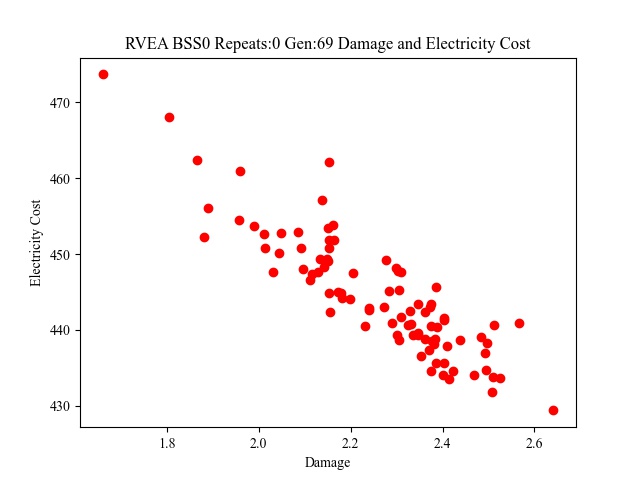 RVEA BSS0 Repeats:0 Gen:69 Damage and Electricity Cost
470
460
450
440
430
Electricity Cost
1.8 2.0 2.2 2.4 2.6
Damage